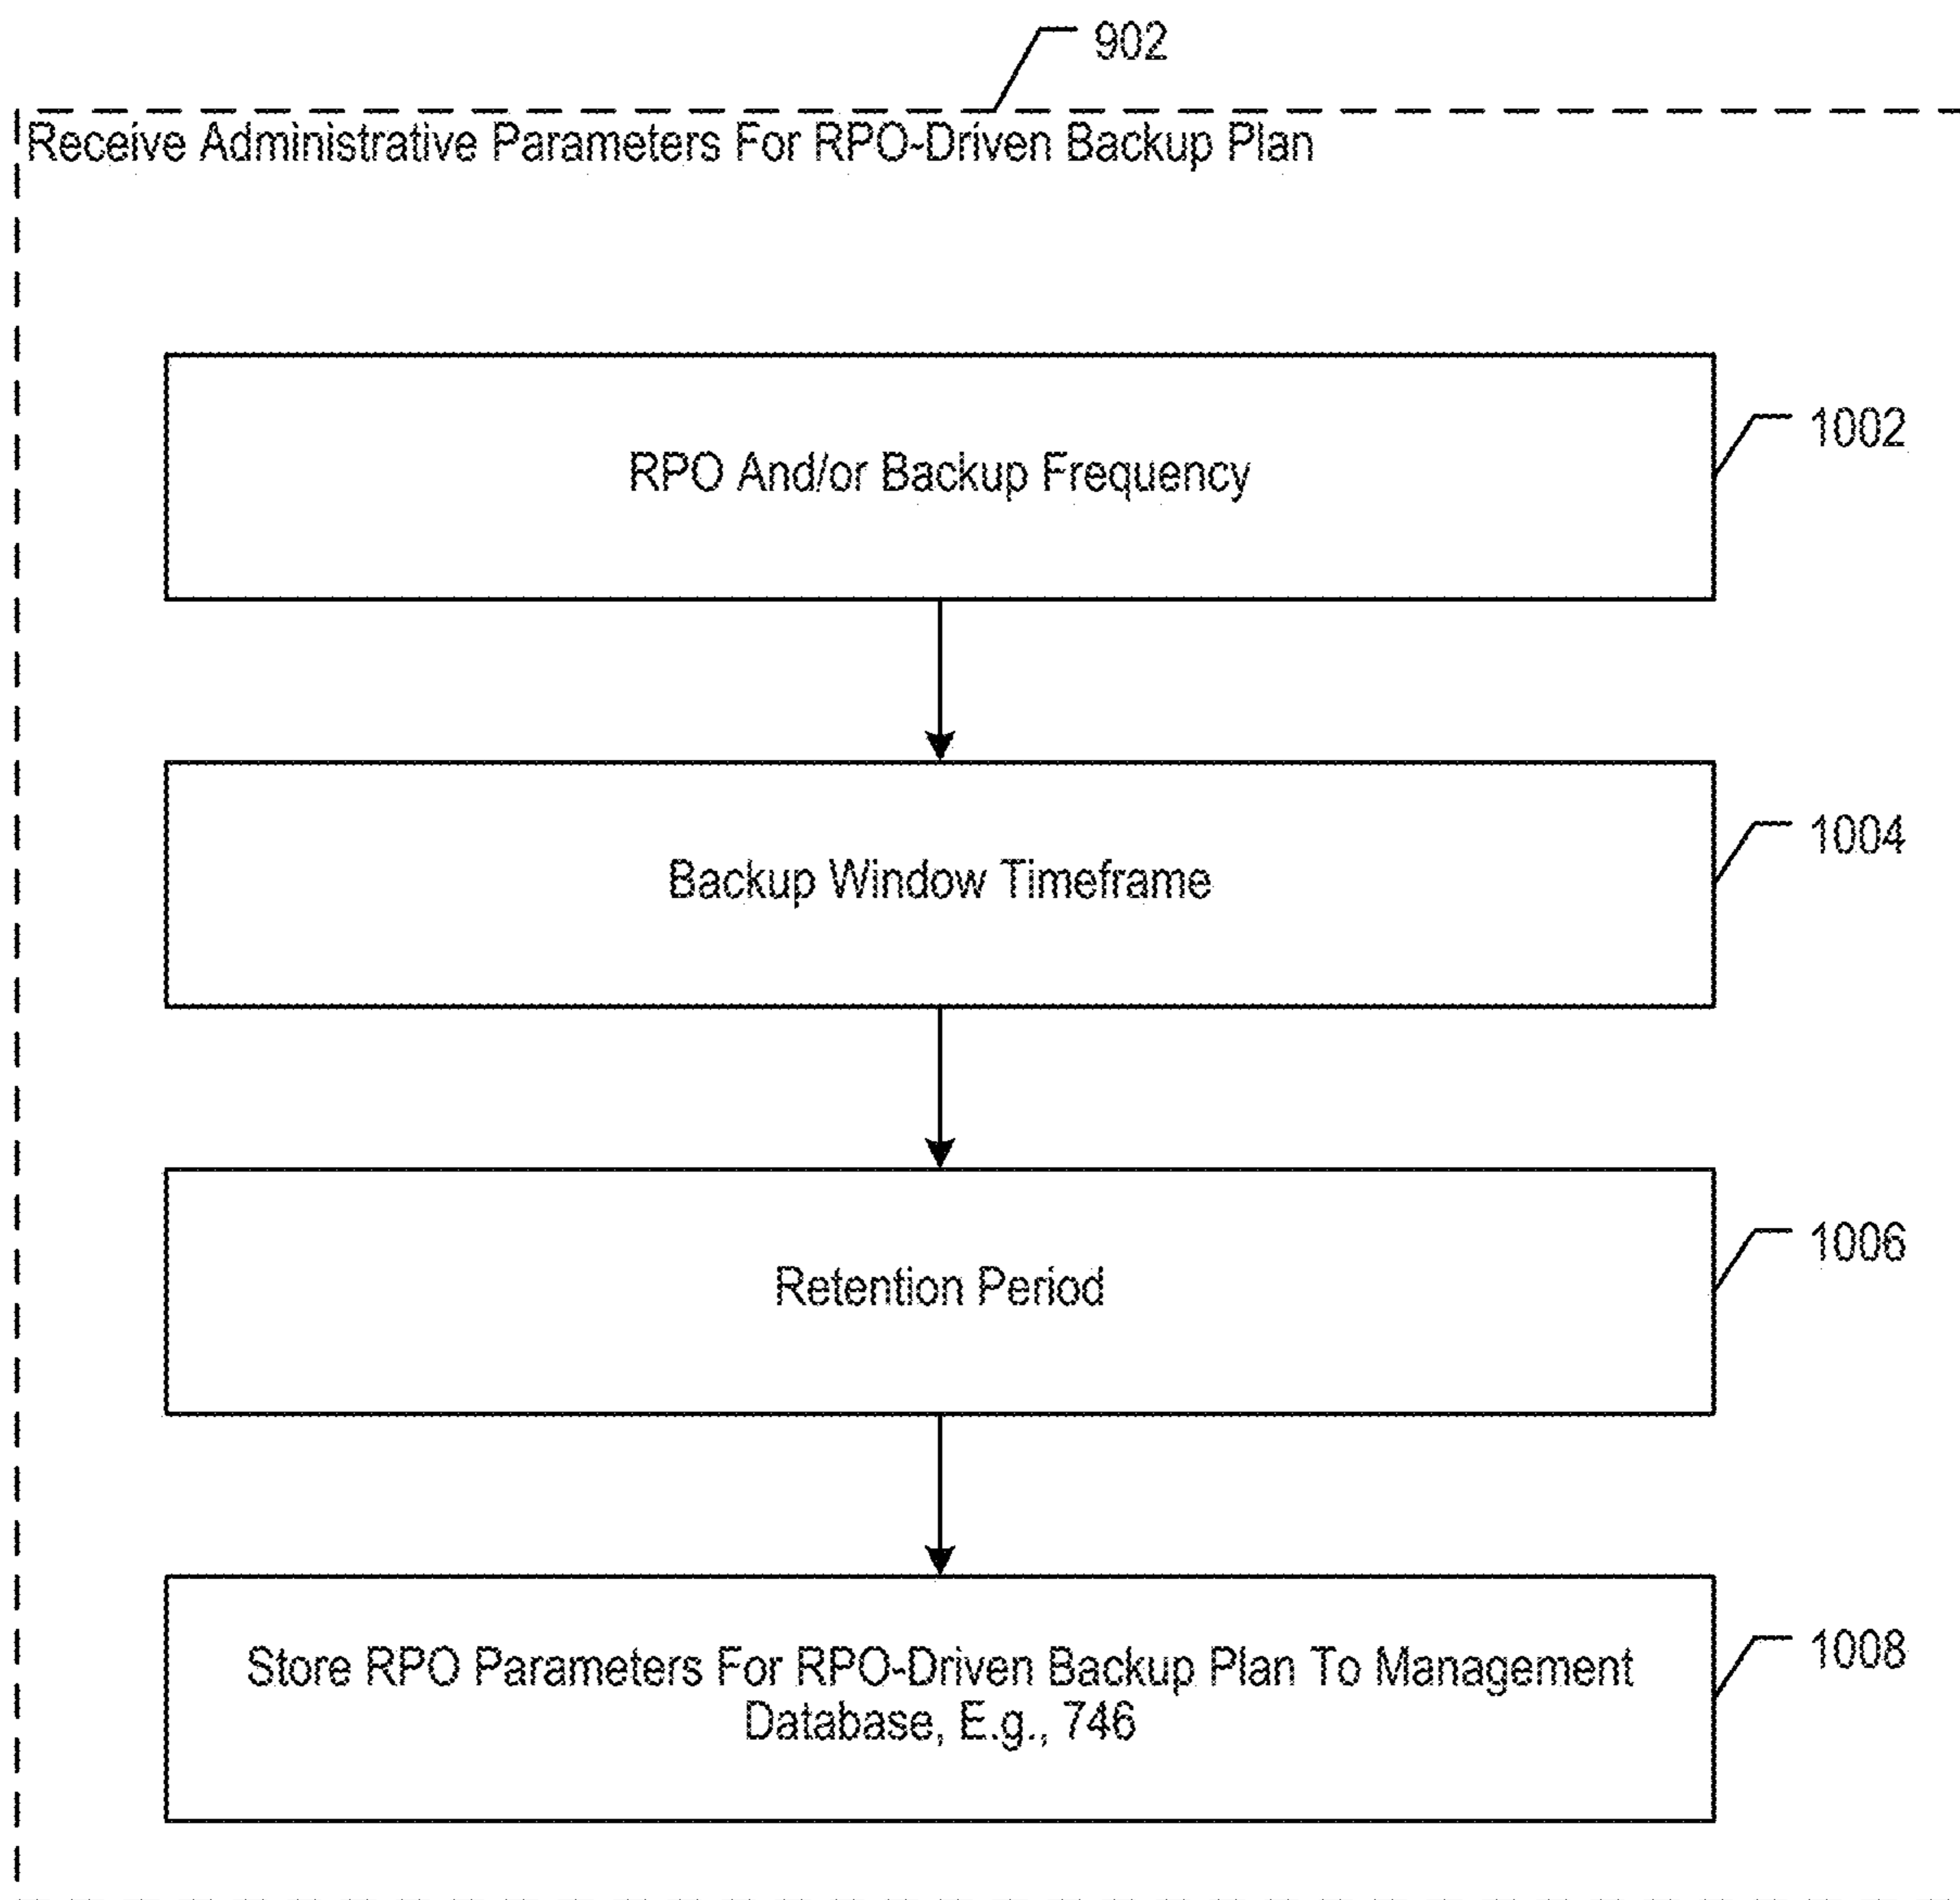 902
Receive Administrative Parameters For RPO-Driven Backup Plan
RPO And/or Backup Frequency
1002
Backup Window Timeframe
1004
Retention Period
1006
Store RPO Parameters For RPO-Driven Backup Plan To Management
Database, E.g., 746
1008